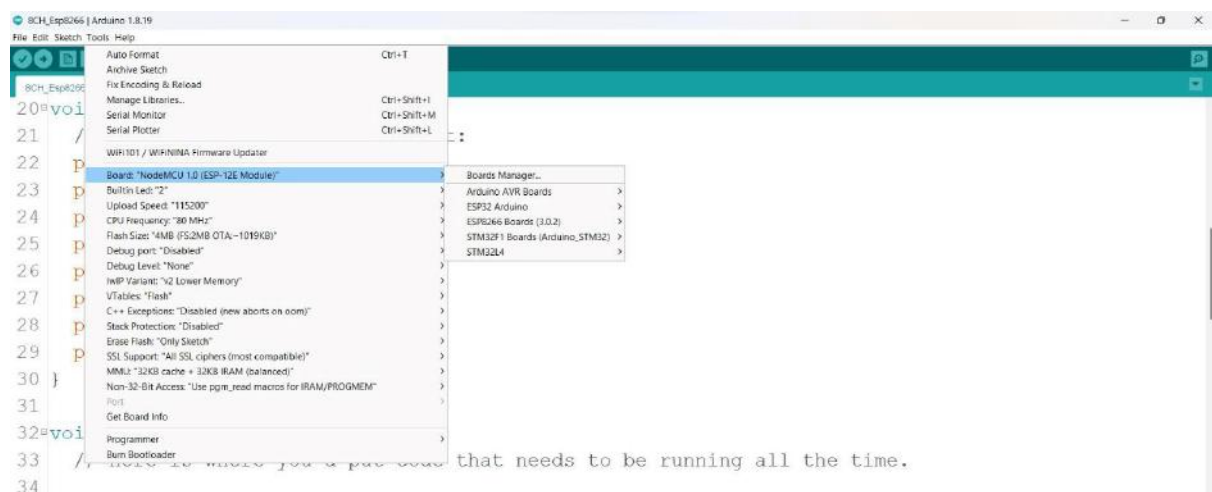 8CH_Esp8266 | Arduino 1.8.19
File Edit Sketch Tools Help
8CH_Esp8266
Auto Format Ctrl+T
Archive Sketch
Fix Encoding & Reload
Manage Libraries... Ctrl+Shift+I
Serial Monitor Ctrl+Shift+M
Serial Plotter Ctrl+Shift+L
WiFi101 / WiFiNINA Firmware Updater
Board: "NodeMCU 1.0 (ESP-12E Module)"
Builtin Led: "2"
Upload Speed: "115200"
CPU Frequency: "80 MHz"
Flash Size: "4MB (FS:2MB OTA:~1019KB)"
Debug port: "Disabled"
Debug Level: "None"
lwIP Variant: "v2 Lower Memory"
VTables: "Flash"
C++ Exceptions: "Disabled (new aborts on oom)"
Stack Protection: "Disabled"
Erase Flash: "Only Sketch"
SSL Support: "All SSL ciphers (most compatible)"
MMU: "32KB cache + 32KB IRAM (balanced)"
Non-32-Bit Access: "Use pgm_read macros for IRAM/PROGMEM"
Port
Get Board Info
Programmer
Burn Bootloader
Boards Manager...
Arduino AVR Boards
ESP32 Arduino
ESP8266 Boards (3.0.2)
STM32F1 Boards (Arduino_STM32)
STM32L4
20 voi
21 / :
22 p
23 p
24 p
25 p
26 p
27 p
28 p
29 p
30 }
31
32 voi
33 // here is where you'd put code that needs to be running all the time.
34